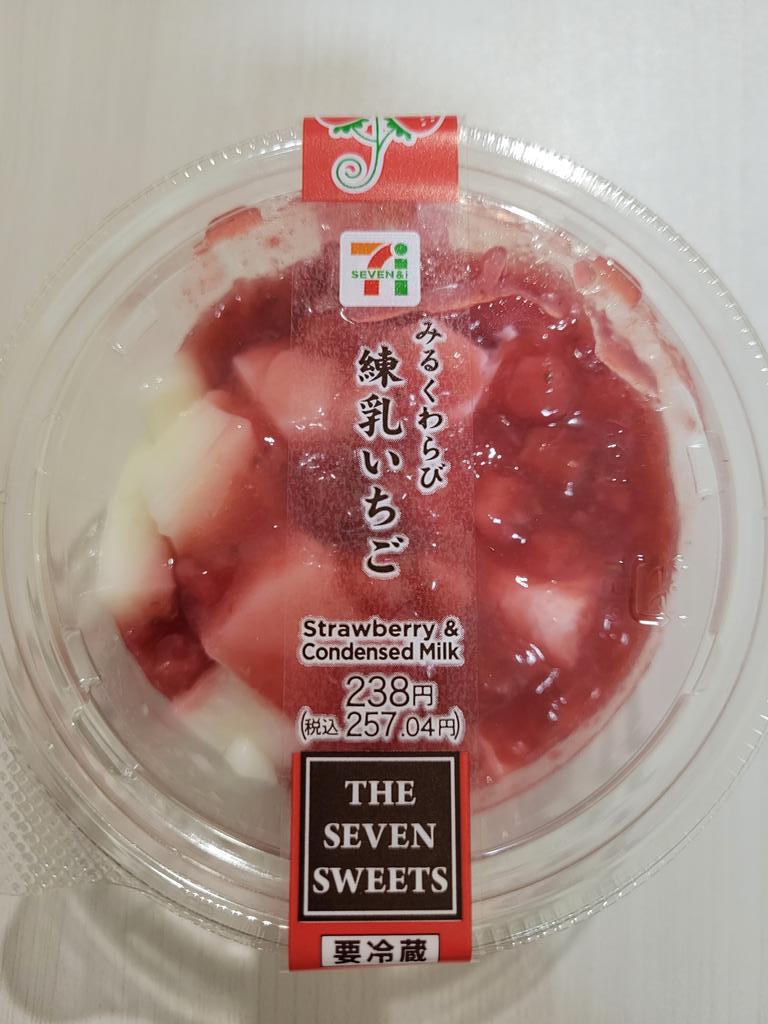 SEVEN&i
みるくわらび
練乳いちご
Strawberry &
Condensed Milk
238円
(税込 257.04円)
THE
SEVEN
SWEETS
要冷蔵